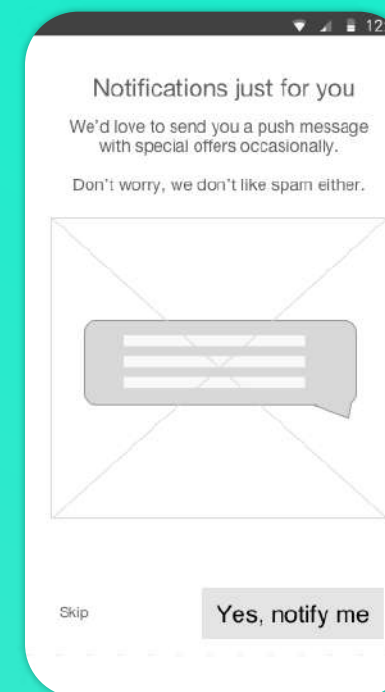 12
Notifications just for you
We'd love to send you a push message
with special offers occasionally.
Don't worry, we don't like spam either.
Skip
Yes, notify me